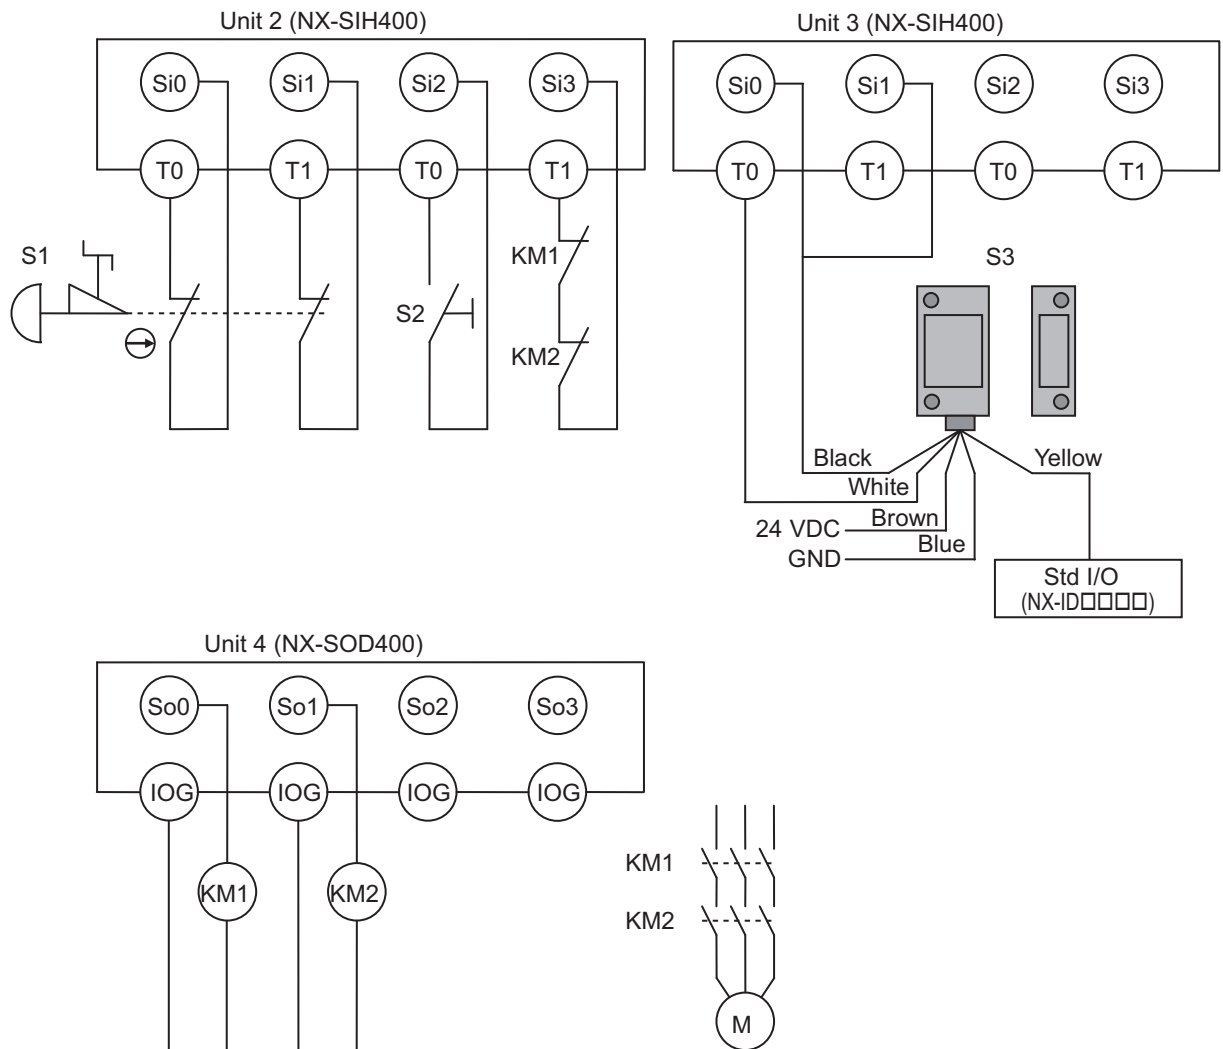 Unit 2 (NX-SIH400)
Si0 Si1 Si2 Si3
T0 T1 T0 T1
S1
S2
KM1
KM2
Unit 3 (NX-SIH400)
Si0 Si1 Si2 Si3
T0 T1 T0 T1
S3
Black
White
Brown
Blue
Yellow
24 VDC
GND
Std I/O
(NX-ID□□□□)
Unit 4 (NX-SOD400)
So0 So1 So2 So3
IOG IOG IOG IOG
KM1 KM2
KM1
KM2
M